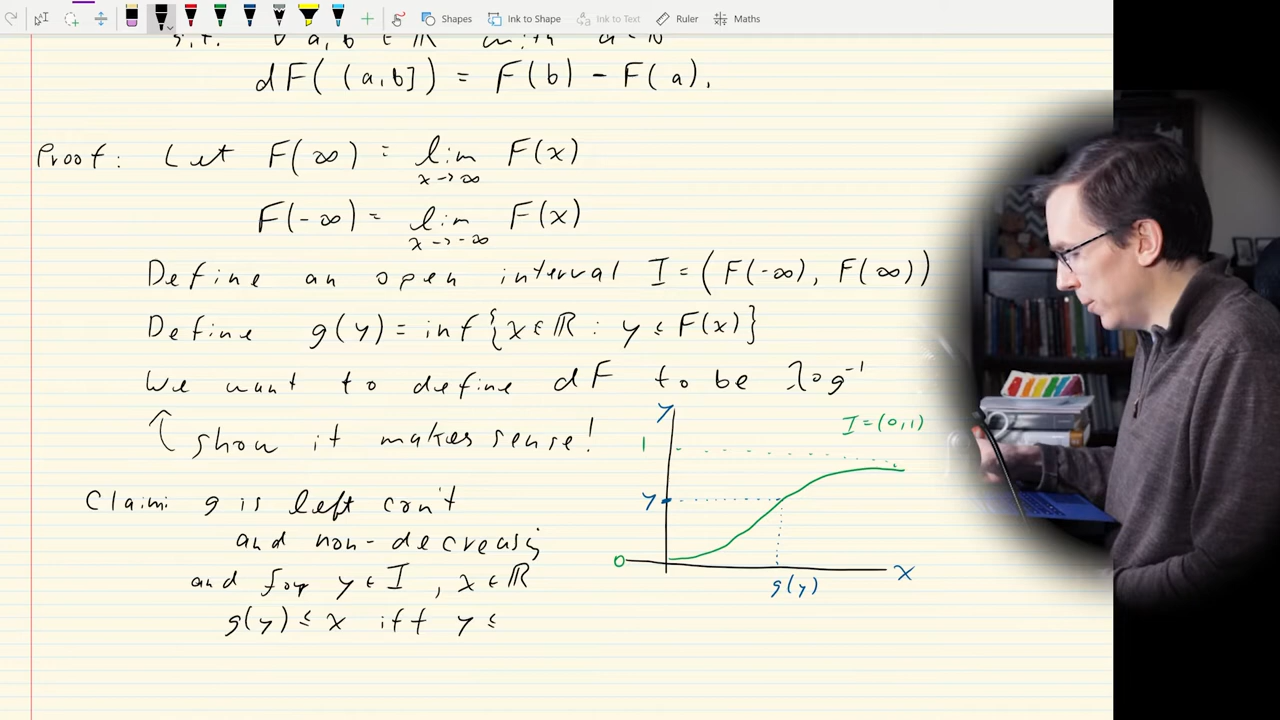 Shapes Ink to Shape Ink to Text Ruler Maths
s.t. ∀ a, b ∈ ℝ with
dF((a,b]) = F(b) - F(a).
Proof: Let F(∞) = lim F(x)
x→∞
F(-∞) = lim F(x)
x→-∞
Define an open interval I = (F(-∞), F(∞))
Define g(y) = inf{x ∈ ℝ : y ≤ F(x)}
We want to define dF to be λ∘g⁻¹
show it makes sense!
y
I = (0,1)
1
Claim: g is left con't
y
and non-decreasing
0
x
and for y ∈ I, x ∈ ℝ
g(y)
g(y) ≤ x iff y ≤